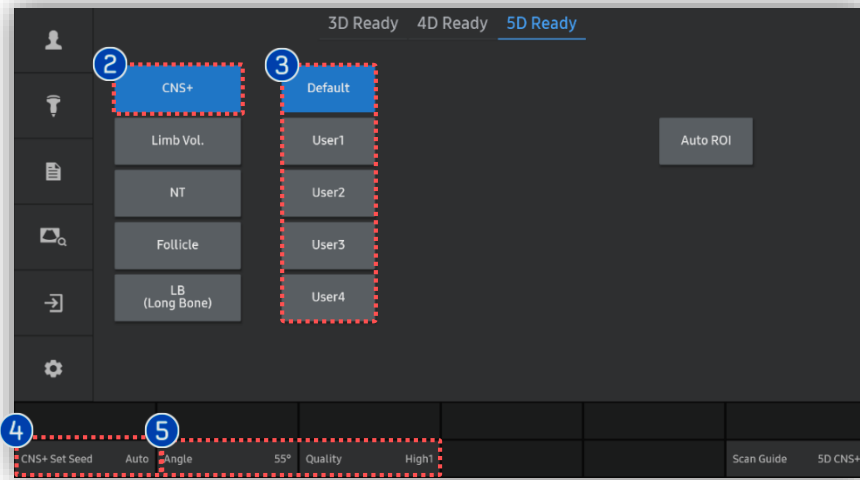 3D Ready 4D Ready 5D Ready
2 3
CNS+ Default
Limb Vol. User1 Auto ROI
NT User2
Follicle User3
LB
(Long Bone) User4
4 5
CNS+ Set Seed Auto Angle 55° Quality High1 Scan Guide 5D CNS+